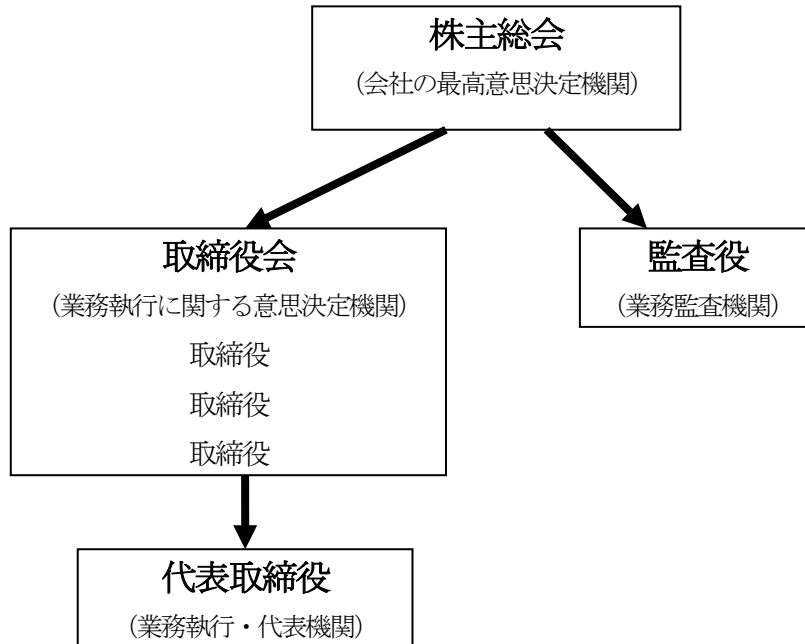 株主総会
（会社の最高意思決定機関）
取締役会
（業務執行に関する意思決定機関）
取締役
取締役
取締役
監査役
（業務監査機関）
代表取締役
（業務執行・代表機関）